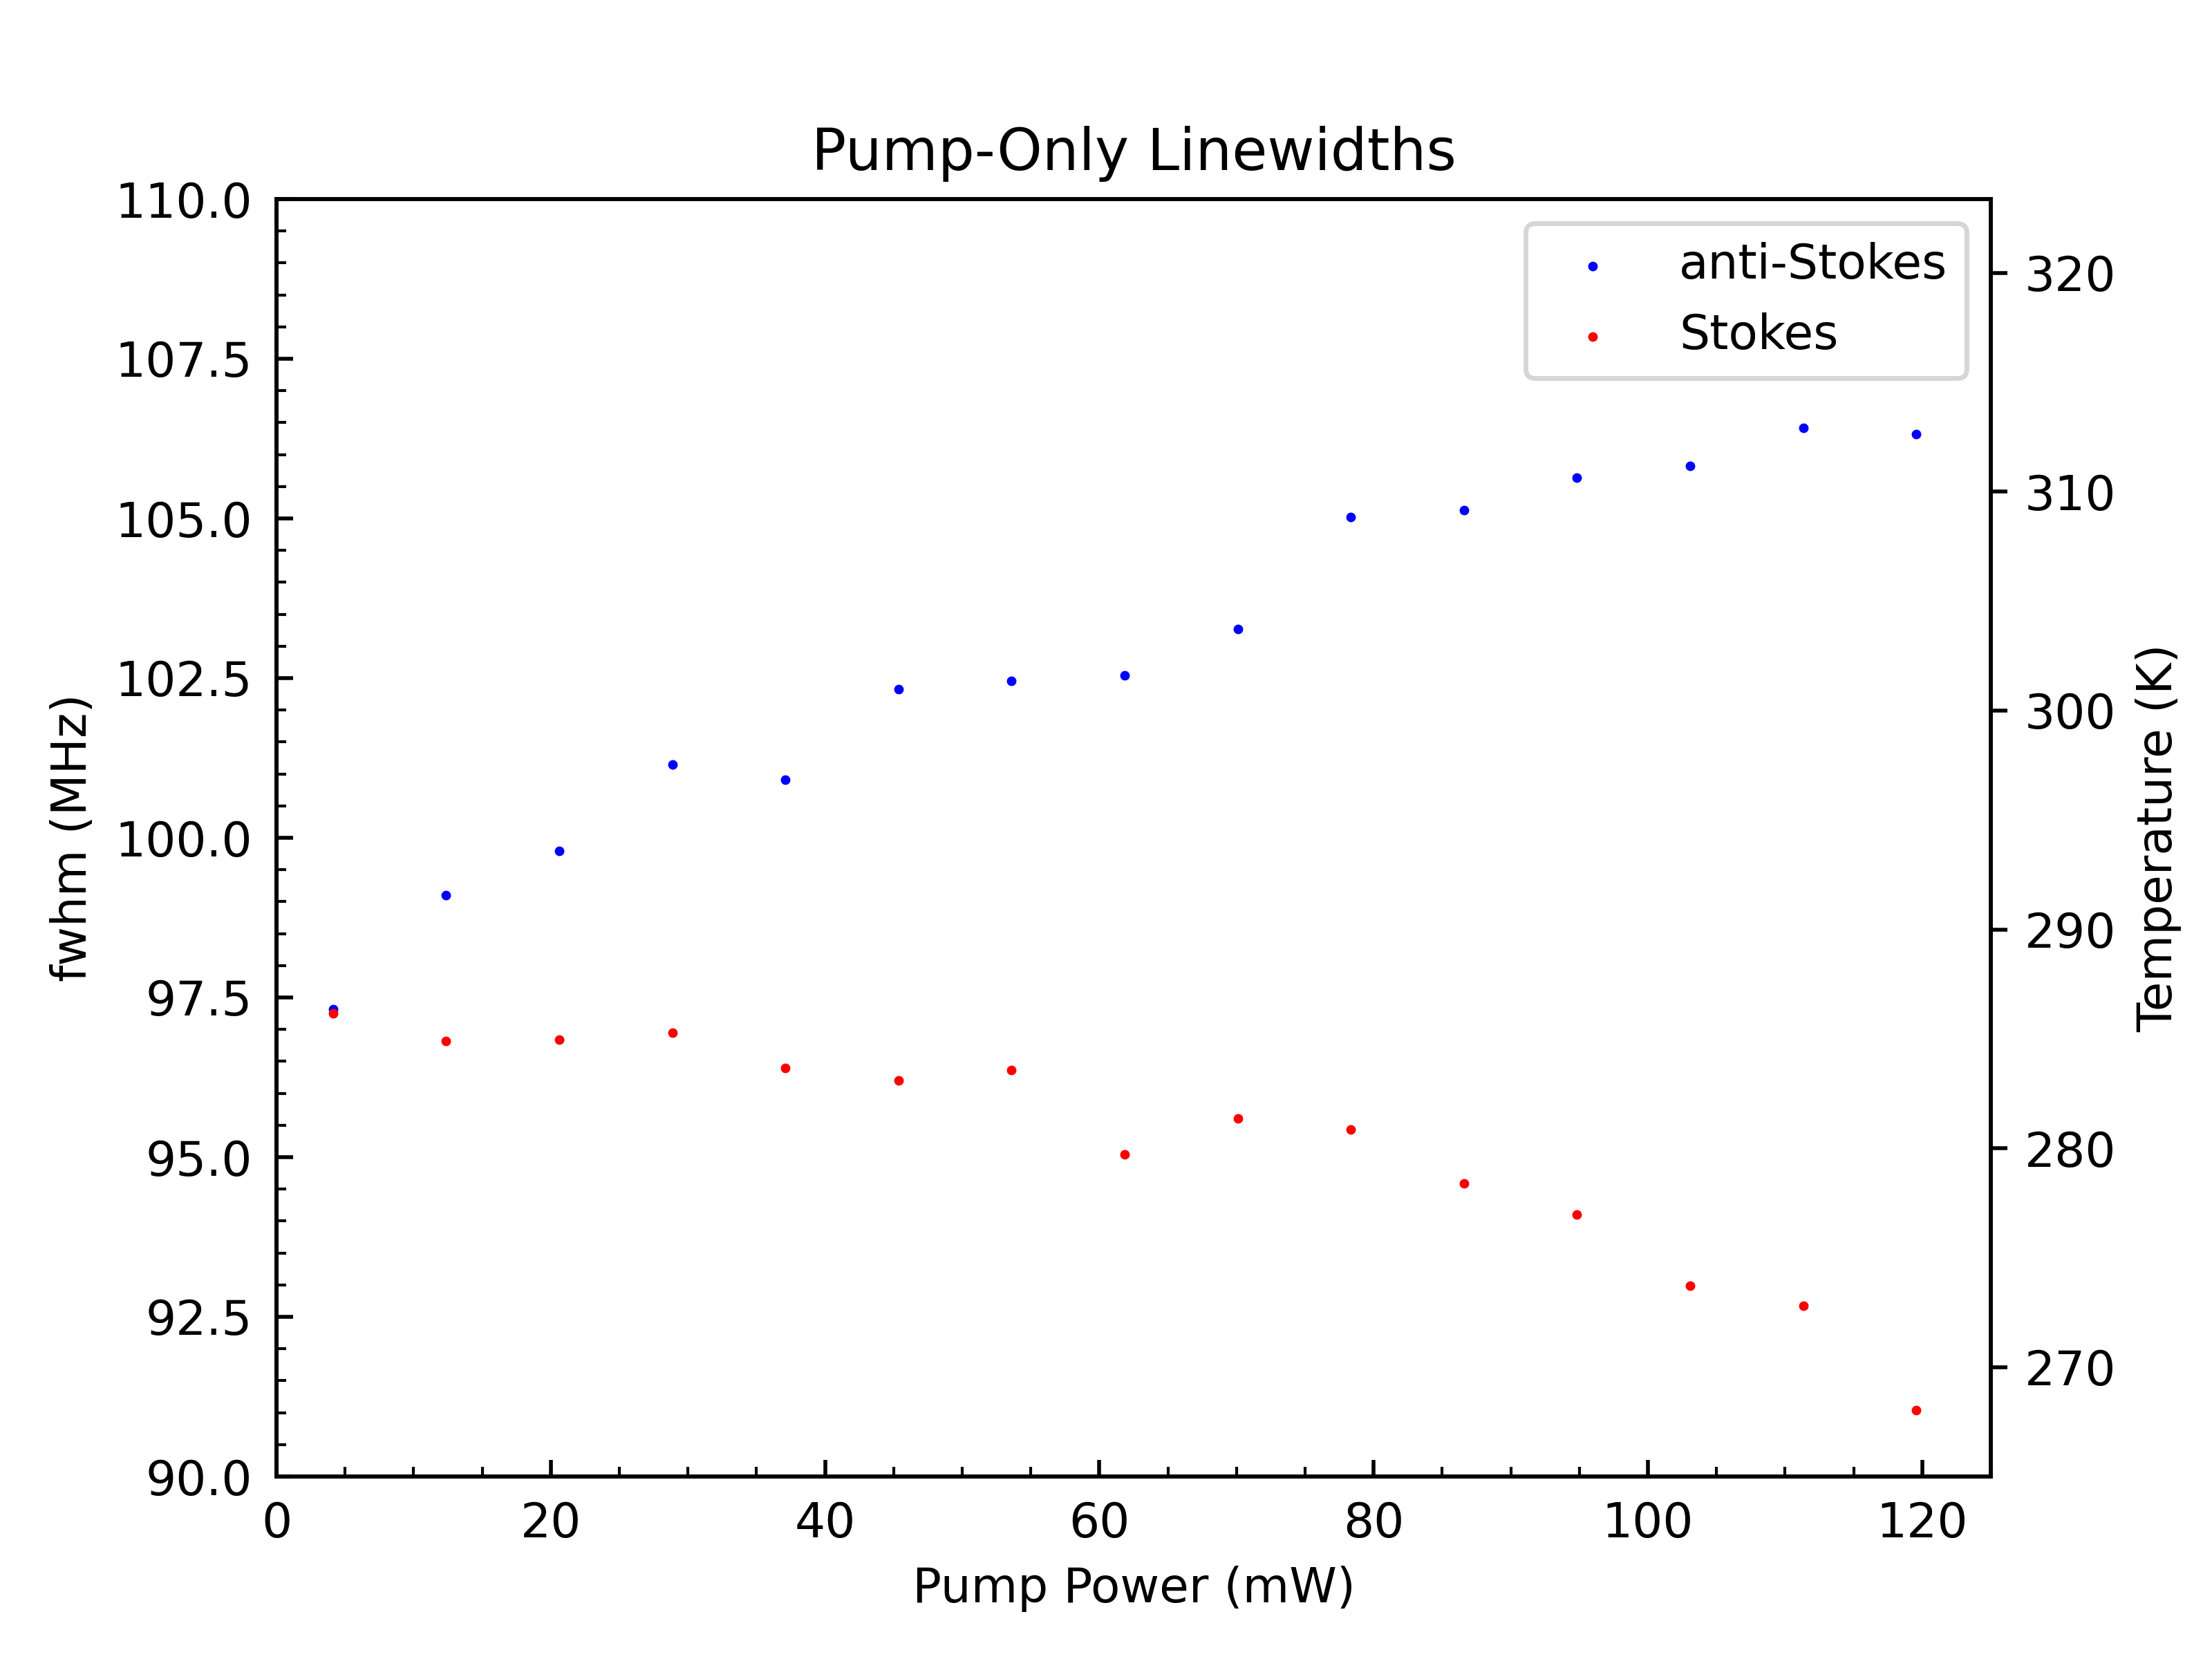 Pump-Only Linewidths
110.0
107.5
105.0
102.5
100.0
97.5
95.0
92.5
90.0
fwhm (MHz)
anti-Stokes
Stokes
320
310
300
290
280
270
Temperature (K)
0 20 40 60 80 100 120
Pump Power (mW)